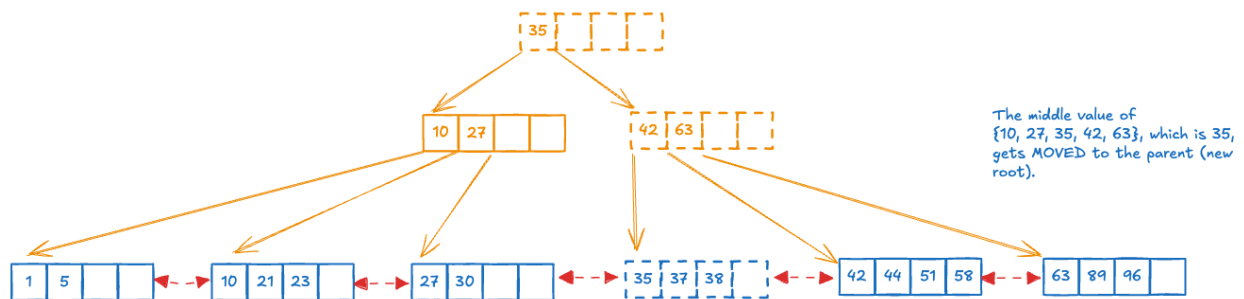 35
10 27
42 63
The middle value of
{10, 27, 35, 42, 63}, which is 35,
gets MOVED to the parent (new
root).
1 5
10 21 23
27 30
35 37 38
42 44 51 58
63 89 96